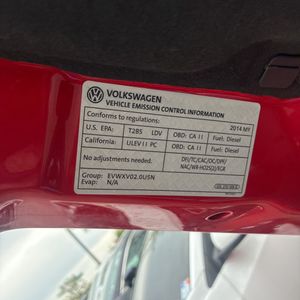 VOLKSWAGEN
VEHICLE EMISSION CONTROL INFORMATION
Conforms to regulations: 2014 MY
U.S. EPA: T2B5 LDV OBD: CA II Fuel: Diesel
California: ULEV II PC OBD: CA II Fuel: Diesel
No adjustments needed. DFI/TC/CAC/OC/DPF/
NAC/WR-HO2S(2)/EGR
Group: EVWXV02.0U5N
Evap: N/A